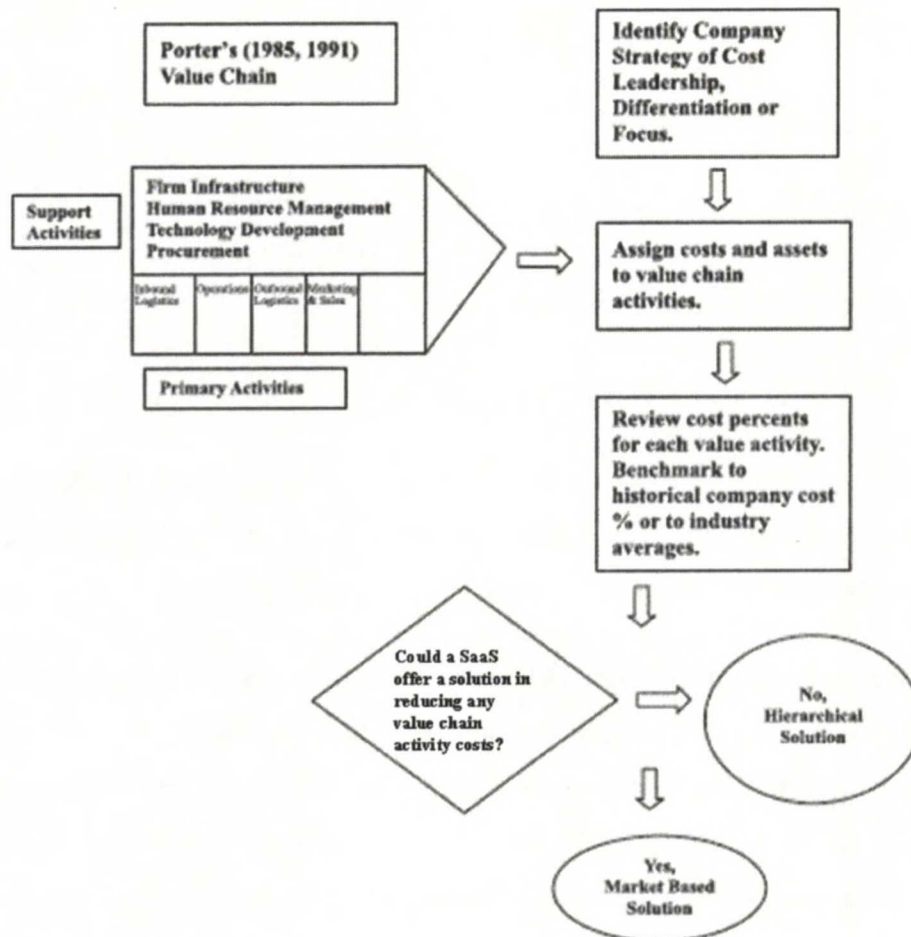 Porter's (1985, 1991)
Value Chain
Identify Company
Strategy of Cost
Leadership,
Differentiation or
Focus.
Support
Activities
Firm Infrastructure
Human Resource Management
Technology Development
Procurement
Inbound
Logistics
Operations
Outbound
Logistics
Marketing
& Sales
Primary Activities
Assign costs and assets
to value chain
activities.
Review cost percents
for each value activity.
Benchmark to
historical company cost
% or to industry
averages.
Could a SaaS
offer a solution in
reducing any
value chain
activity costs?
No,
Hierarchical
Solution
Yes,
Market Based
Solution